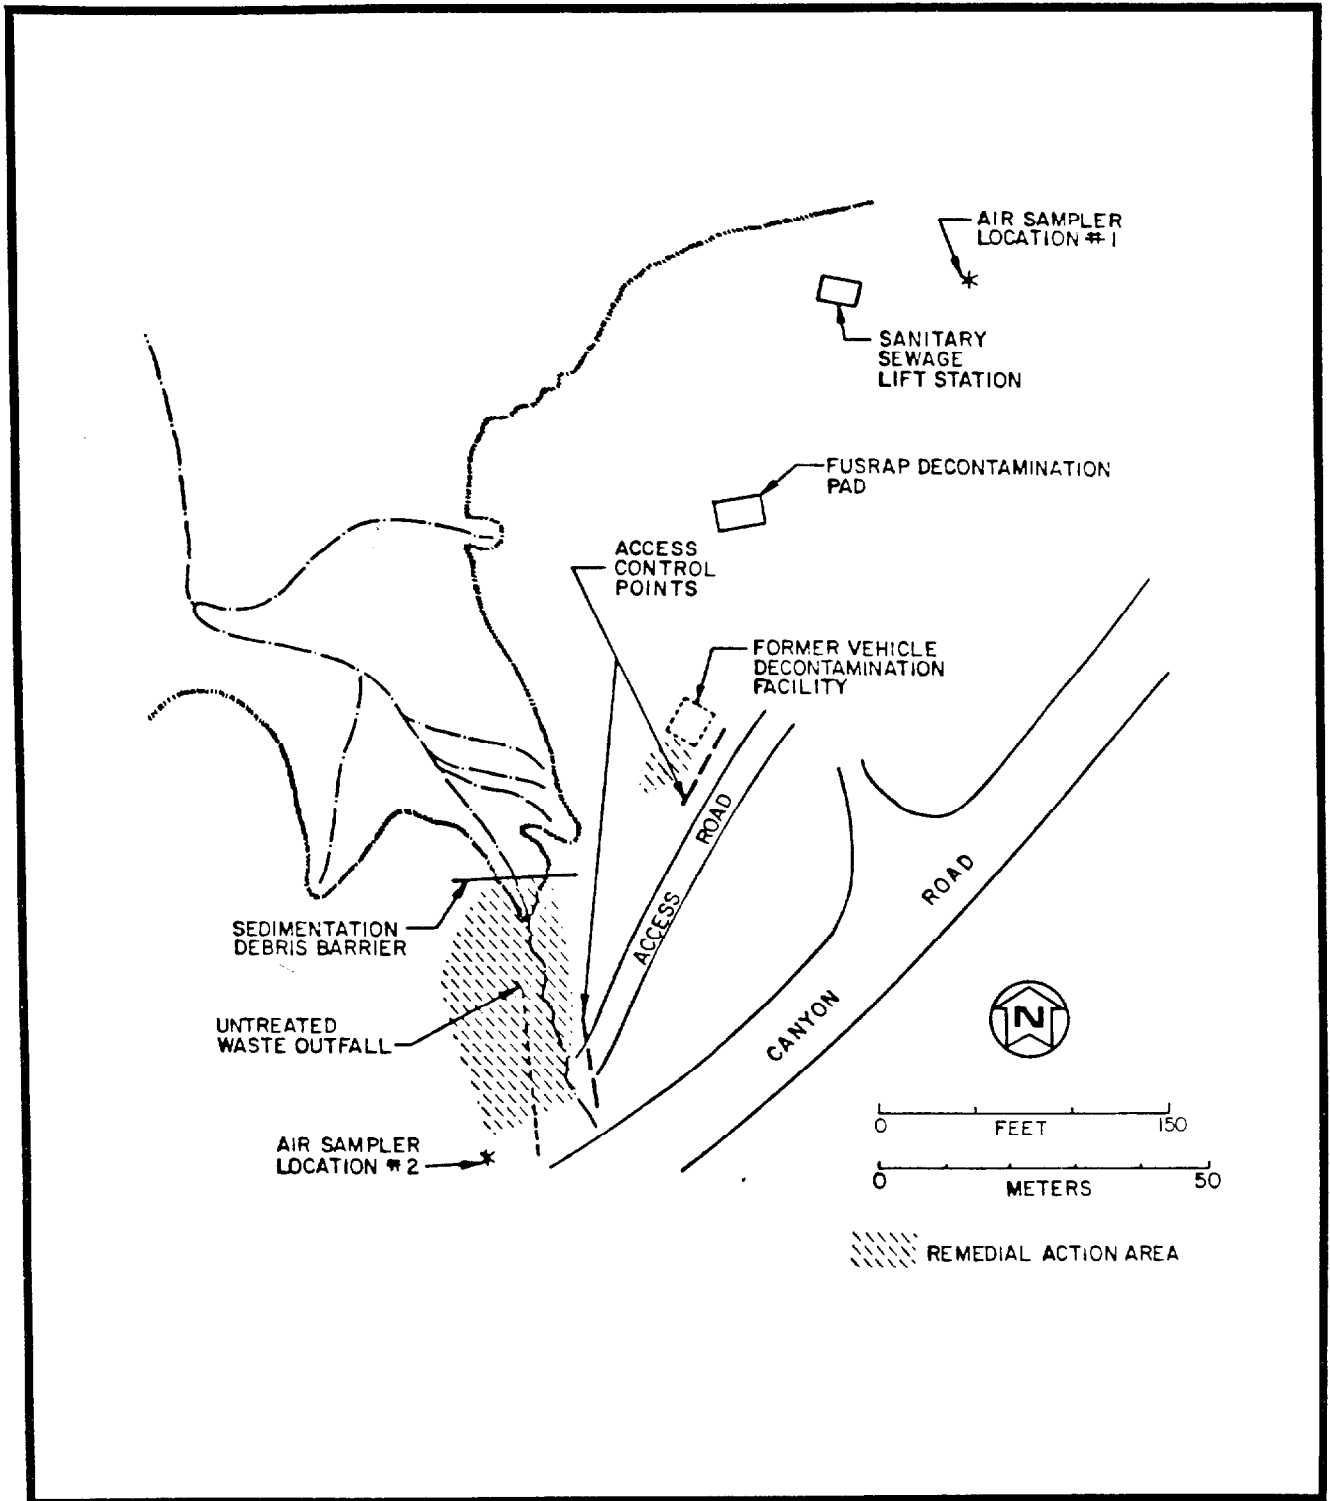 AIR SAMPLER
LOCATION #1
SANITARY
SEWAGE
LIFT STATION
FUSRAP DECONTAMINATION
PAD
ACCESS
CONTROL
POINTS
FORMER VEHICLE
DECONTAMINATION
FACILITY
ACCESS ROAD
SEDIMENTATION
DEBRIS BARRIER
UNTREATED
WASTE OUTFALL
CANYON ROAD
N
AIR SAMPLER
LOCATION #2
0 FEET 150
0 METERS 50
REMEDIAL ACTION AREA